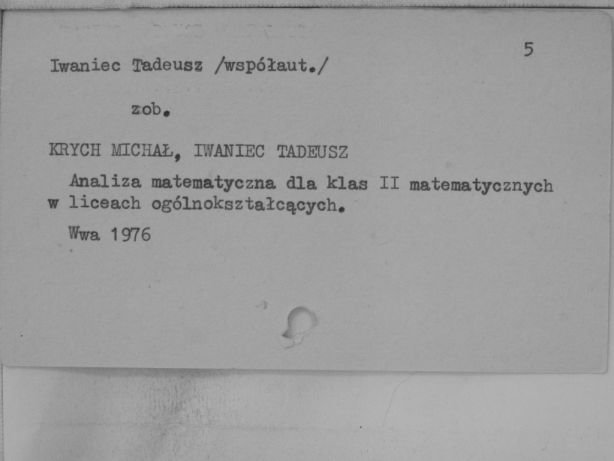 5
Iwaniec Tadeusz /współaut./
zob.
KRYCH MICHAŁ, IWANIEC TADEUSZ
Analiza matematyczna dla klas II matematycznych
w liceach ogólnokształcących.
Wwa 1976